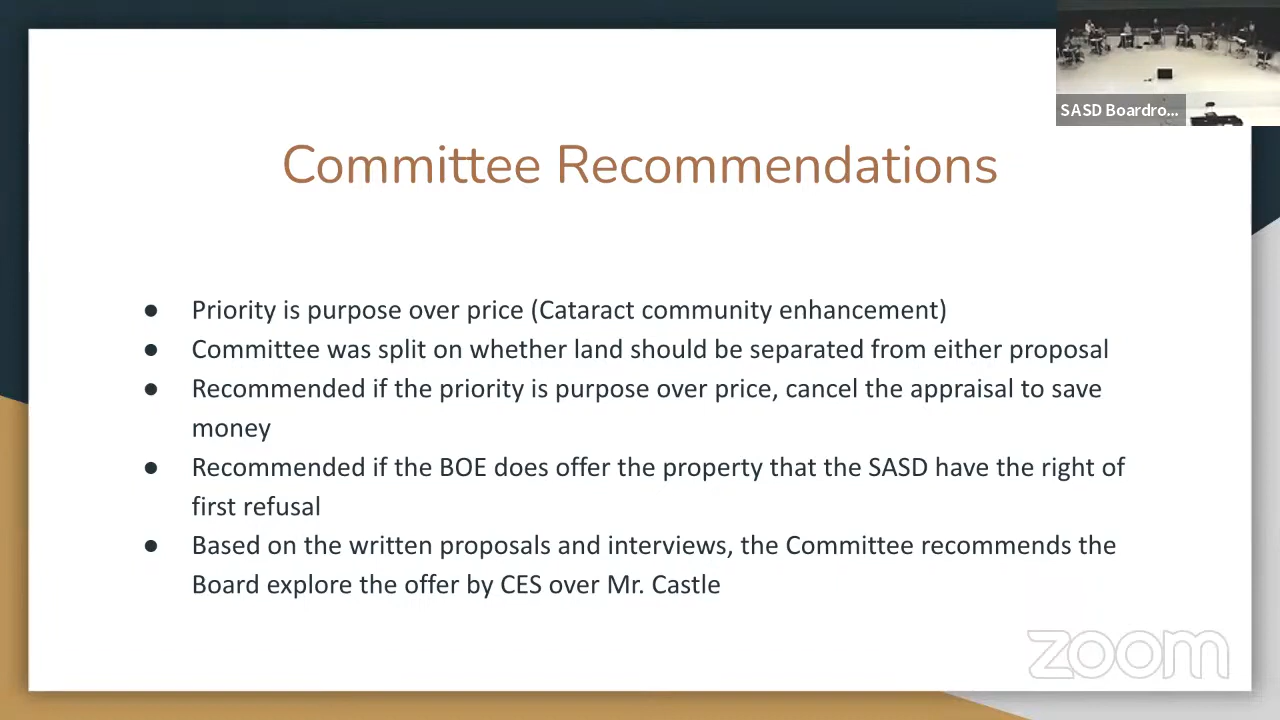 SASD Boardro...
Committee Recommendations
● Priority is purpose over price (Cataract community enhancement)
● Committee was split on whether land should be separated from either proposal
● Recommended if the priority is purpose over price, cancel the appraisal to save
money
● Recommended if the BOE does offer the property that the SASD have the right of
first refusal
● Based on the written proposals and interviews, the Committee recommends the
Board explore the offer by CES over Mr. Castle
zoom